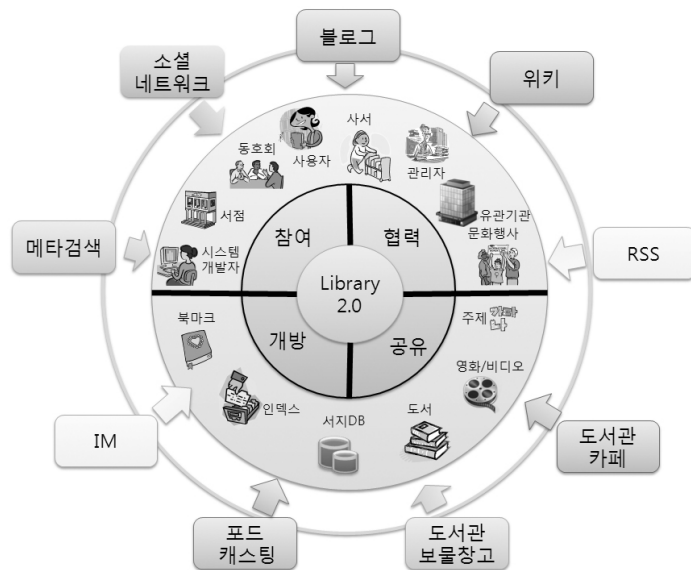 블로그
소셜
네트워크
위키
사서
사용자
동호회
관리자
서점
유관기관
문화행사
참여
협력
메타검색
시스템
개발자
RSS
Library
2.0
북마크
주제
가나다
개방
공유
영화/비디오
인덱스
서지DB
도서
IM
도서관
카페
포드
캐스팅
도서관
보물창고